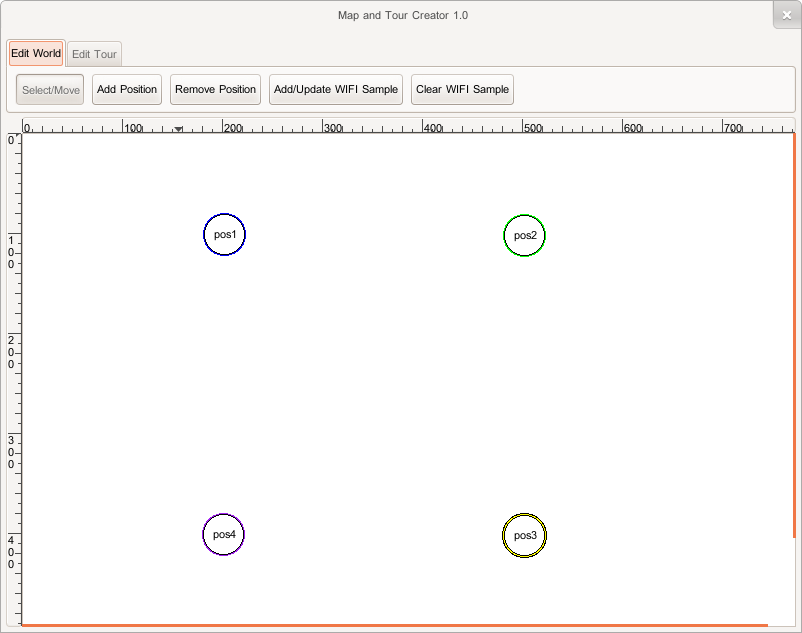 Map and Tour Creator 1.0
Edit World Edit Tour
Select/Move Add Position Remove Position Add/Update WIFI Sample Clear WIFI Sample
0 100 200 300 400 500 600 700
0
100
200
300
400
pos1 pos2
pos4 pos3